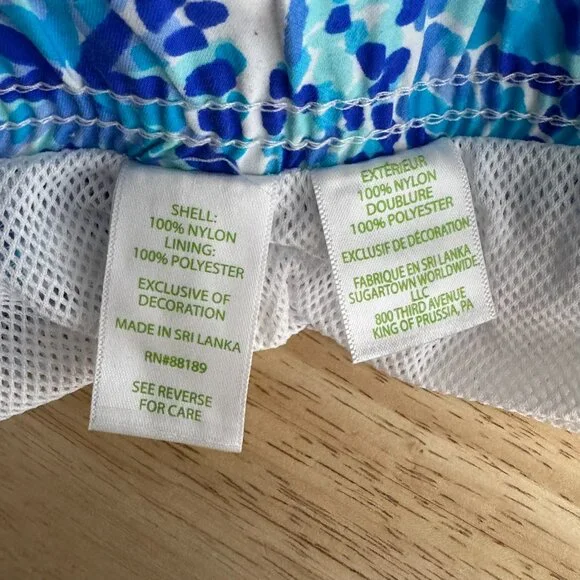 SHELL:
100% NYLON
LINING:
100% POLYESTER
EXCLUSIVE OF
DECORATION
MADE IN SRI LANKA
RN#88189
SEE REVERSE
FOR CARE
EXTERIEUR
100% NYLON
DOUBLURE
100% POLYESTER
EXCLUSIF DE DÉCORATION
FABRIQUE EN SRI LANKA
SUGARTOWN WORLDWIDE
LLC
800 THIRD AVENUE
KING OF PRUSSIA, PA